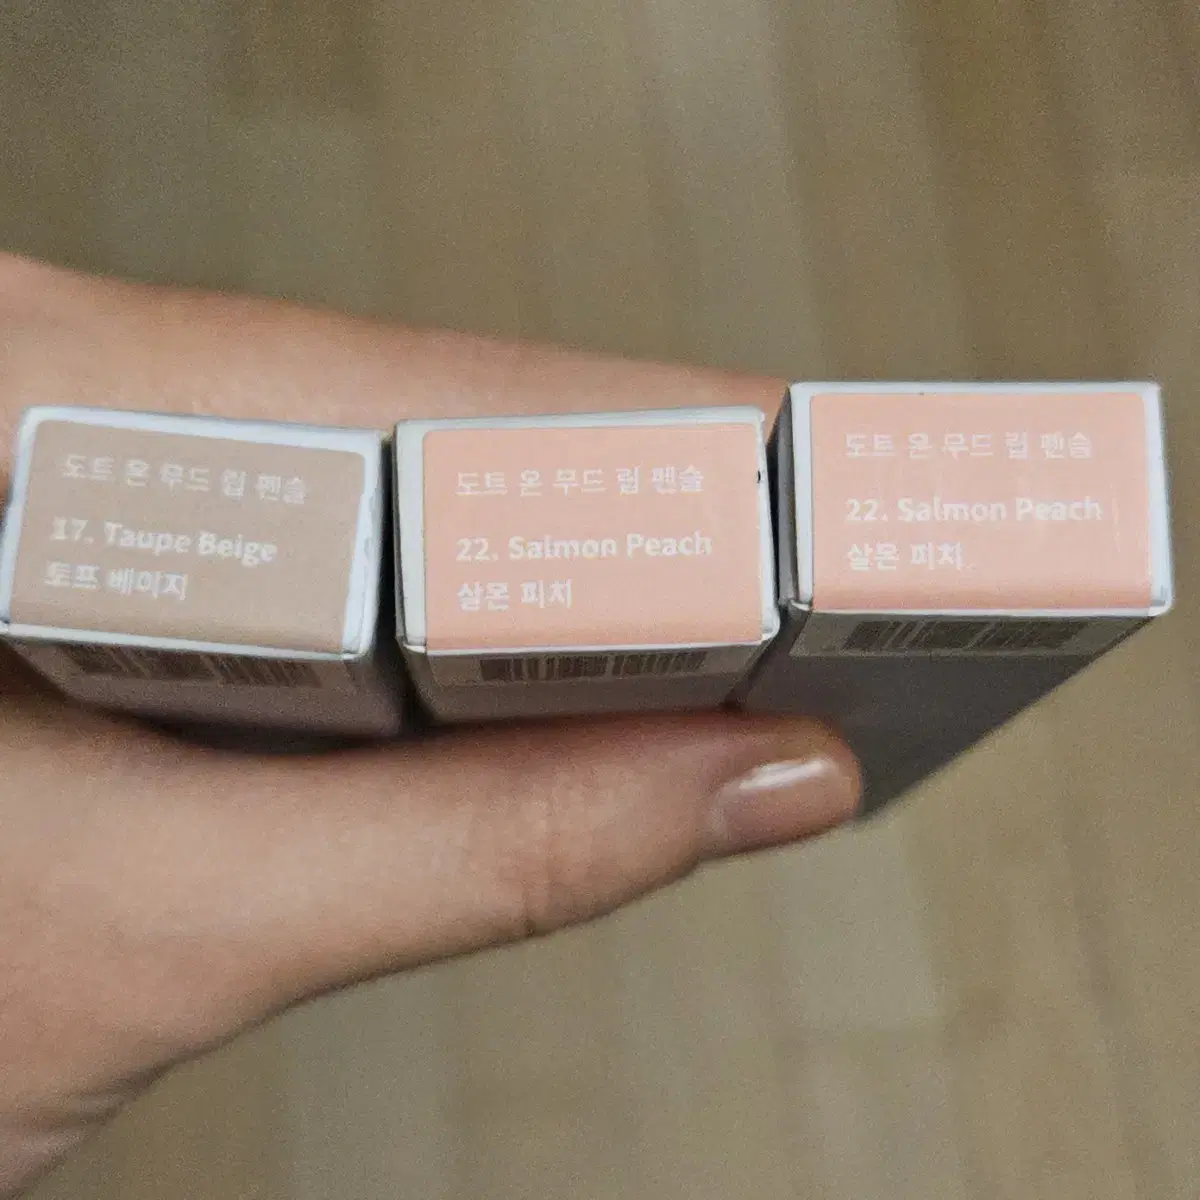 도트 온 무드 립 펜슬
17. Taupe Beige
토프 베이지
도트 온 무드 립 펜슬
22. Salmon Peach
살몬 피치
도트 온 무드 립 펜슬
22. Salmon Peach
살몬 피치